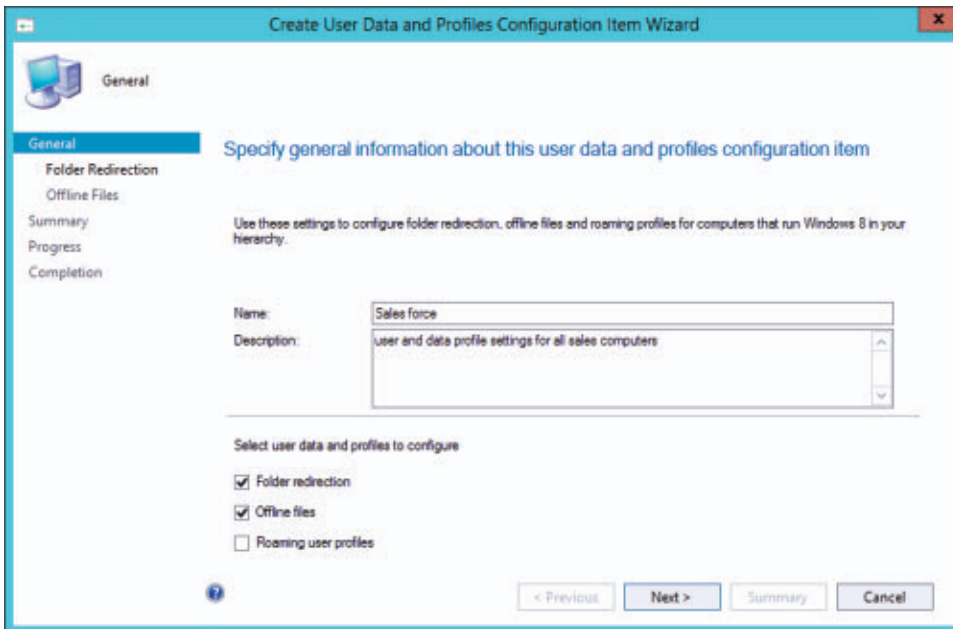 Create User Data and Profiles Configuration Item Wizard
x
General
General
Folder Redirection
Offline Files
Summary
Progress
Completion
Specify general information about this user data and profiles configuration item
Use these settings to configure folder redirection, offline files and roaming profiles for computers that run Windows 8 in your
hierarchy.
Name: Sales force
Description: user and data profile settings for all sales computers
Select user data and profiles to configure
Folder redirection
Offline files
Roaming user profiles
? < Previous Next > Summary Cancel